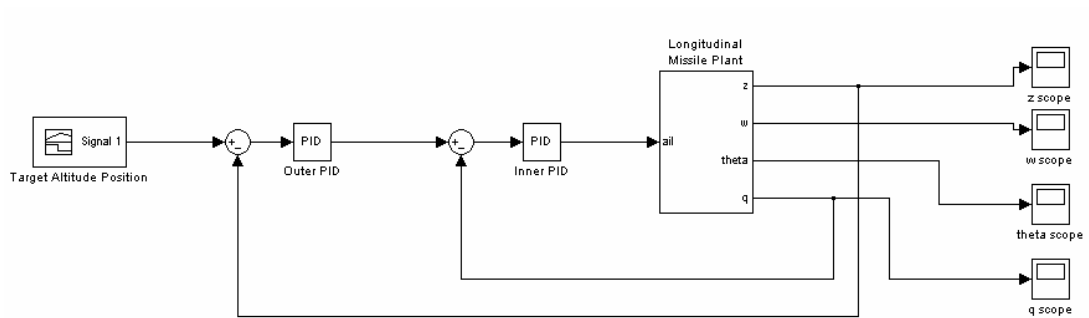 Longitudinal
Missile Plant
z
z scope
Signal 1
+
−
PID
+
−
PID
ail
w
w scope
Target Altitude Position
Outer PID
Inner PID
theta
q
theta scope
q scope